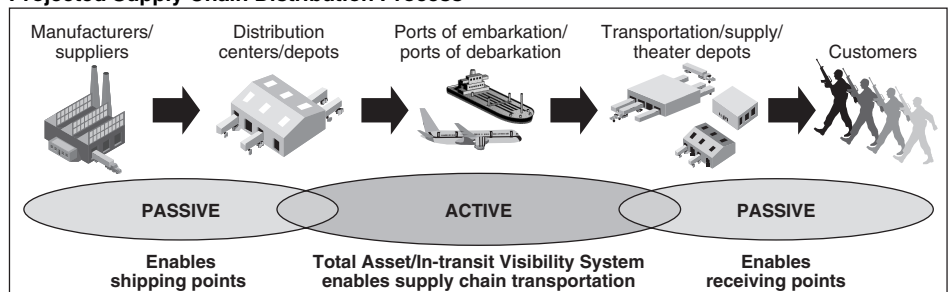 Projected Supply Chain Distribution Process
Manufacturers/
suppliers
Distribution
centers/depots
Ports of embarkation/
ports of debarkation
Transportation/supply/
theater depots
Customers
PASSIVE
ACTIVE
PASSIVE
Enables
shipping points
Total Asset/In-transit Visibility System
enables supply chain transportation
Enables
receiving points